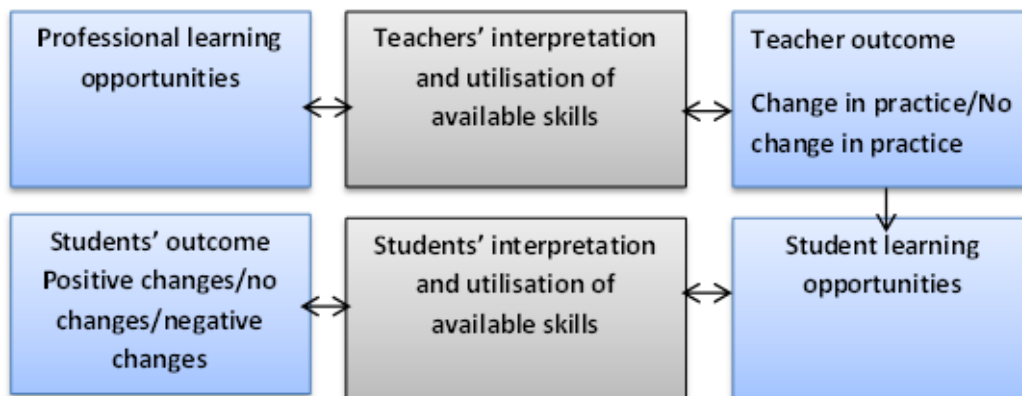 Professional learning
opportunities
Teachers’ interpretation
and utilisation of
available skills
Teacher outcome
Change in practice/No
change in practice
Students’ outcome
Positive changes/no
changes/negative
changes
Students’ interpretation
and utilisation of
available skills
Student learning
opportunities